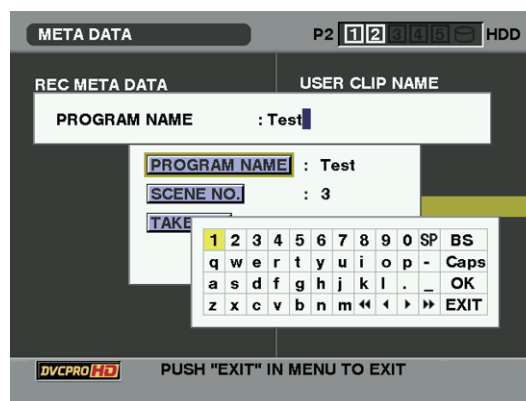 META DATA P2 1 2 3 4 5 HDD
REC META DATA USER CLIP NAME
PROGRAM NAME : Test
PROGRAM NAME : Test
SCENE NO. : 3
TAKE
1 2 3 4 5 6 7 8 9 0 SP BS
q w e r t y u i o p - Caps
a s d f g h j k l . _ OK
z x c v b n m EXIT
DVCPRO HD PUSH "EXIT" IN MENU TO EXIT